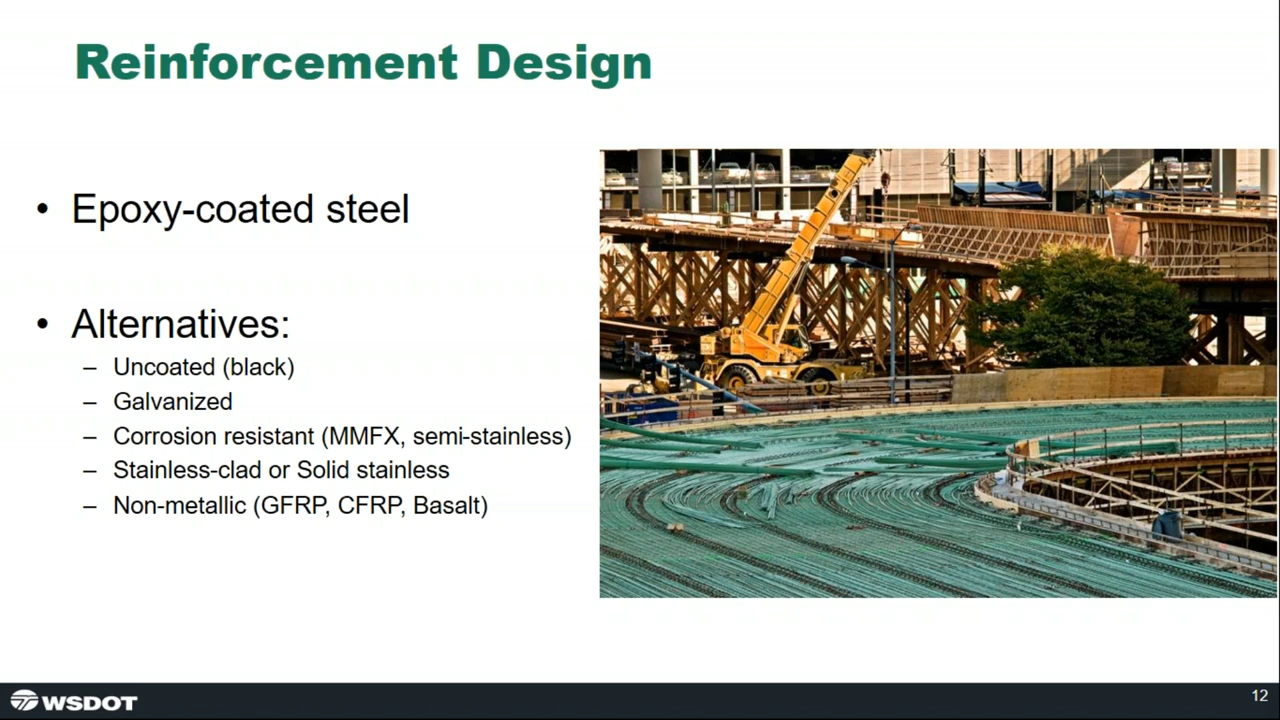 Reinforcement Design
• Epoxy-coated steel
• Alternatives:
– Uncoated (black)
– Galvanized
– Corrosion resistant (MMFX, semi-stainless)
– Stainless-clad or Solid stainless
– Non-metallic (GFRP, CFRP, Basalt)
WSDOT
12